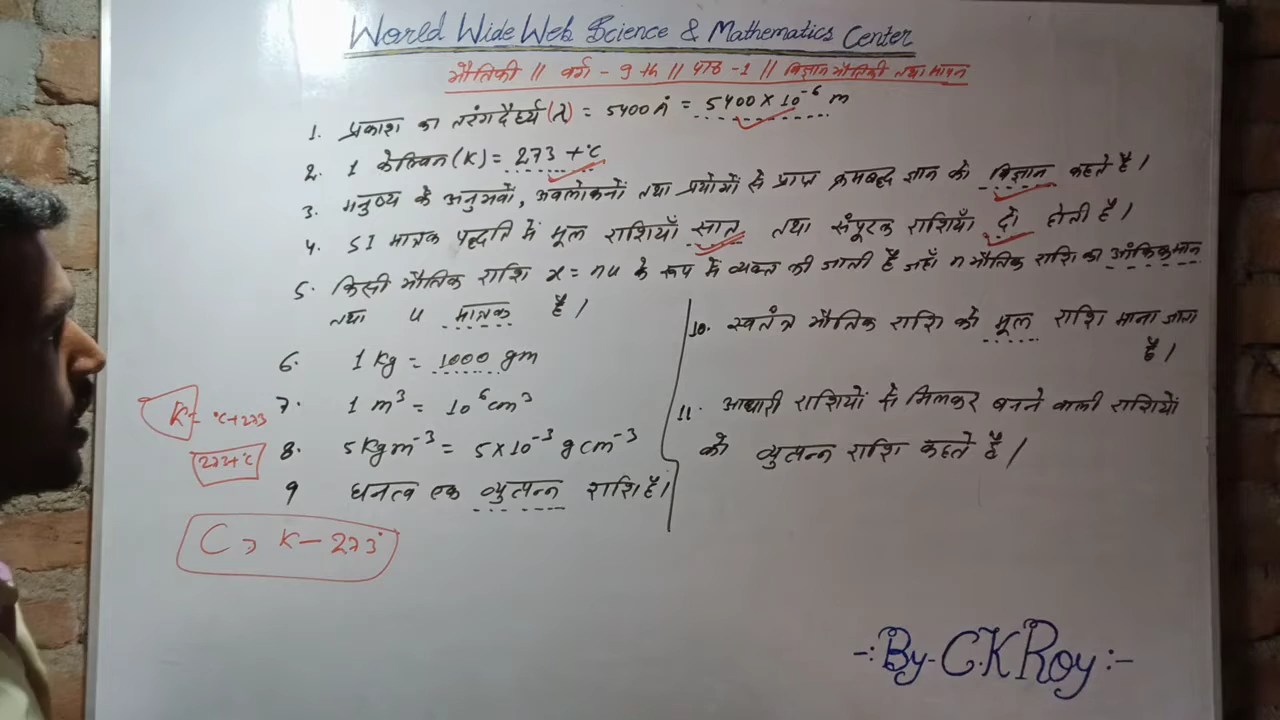 World Wide Web Science & Mathematics Center
भौतिकी || वर्ग - 9th || पाठ -1 || विज्ञान भौतिकी तथा मापन
1. प्रकाश का तरंगदैर्घ्य (λ) = 5400 Å = 5400 × 10⁻⁶ m
2. 1 केल्विन (K) = 273 + °C
3. मनुष्य के अनुभवों, अवलोकनों तथा प्रयोगों से प्राप्त क्रमबद्ध ज्ञान को विज्ञान कहते है।
4. SI मात्रक पद्धति में मूल राशियाँ सात तथा संपूरक राशियाँ दो होती है।
5. किसी भौतिक राशि x = nu के रूप में व्यक्त की जाती है जहाँ n भौतिक राशि का आंकिक मान
तथा u मात्रक है।
6. 1 Kg = 1000 gm
7. 1 m³ = 10⁶ cm³
8. 5 Kgm⁻³ = 5×10⁻³ g cm⁻³
9 घनत्व एक व्युत्पन्न राशि है।
10. स्वतंत्र भौतिक राशि को मूल राशि माना जाता
है।
11. आधारी राशियों से मिलकर बनने वाली राशियों
को व्युत्पन्न राशि कहते है।
K = °C+273
273+°C
C = K - 273°
-: By- C.K Roy :-